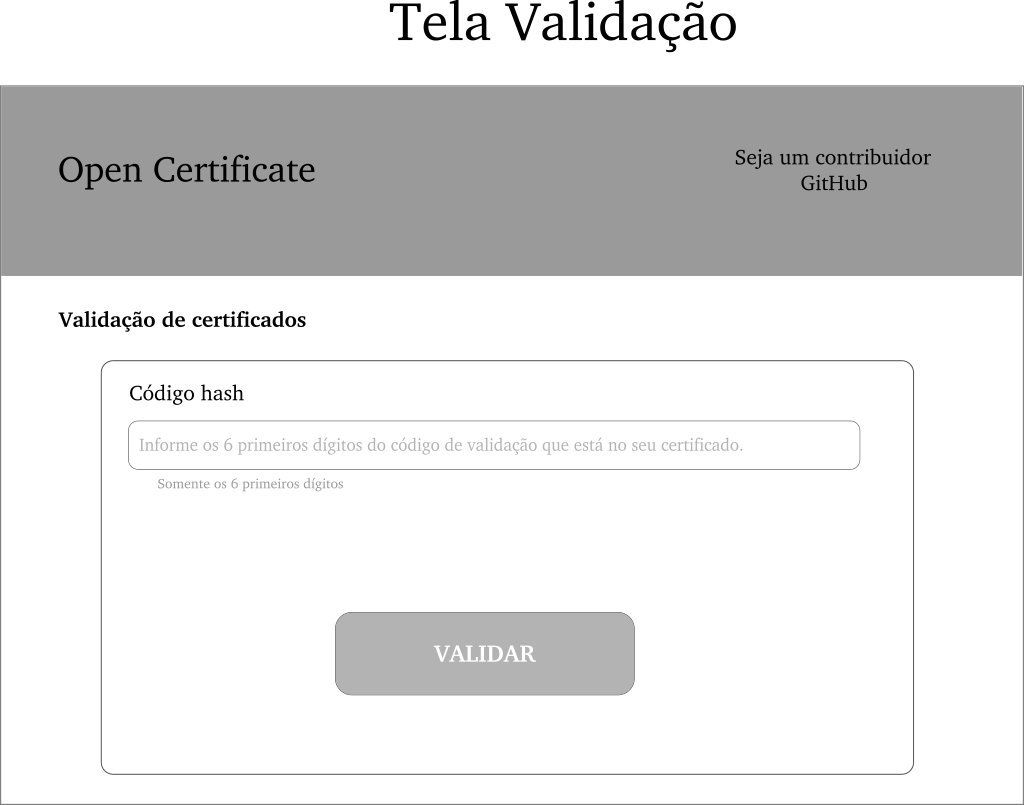 Tela Validação
Open Certificate
Seja um contribuidor
GitHub
Validação de certificados
Código hash
Informe os 6 primeiros dígitos do código de validação que está no seu certificado.
Somente os 6 primeiros dígitos
VALIDAR